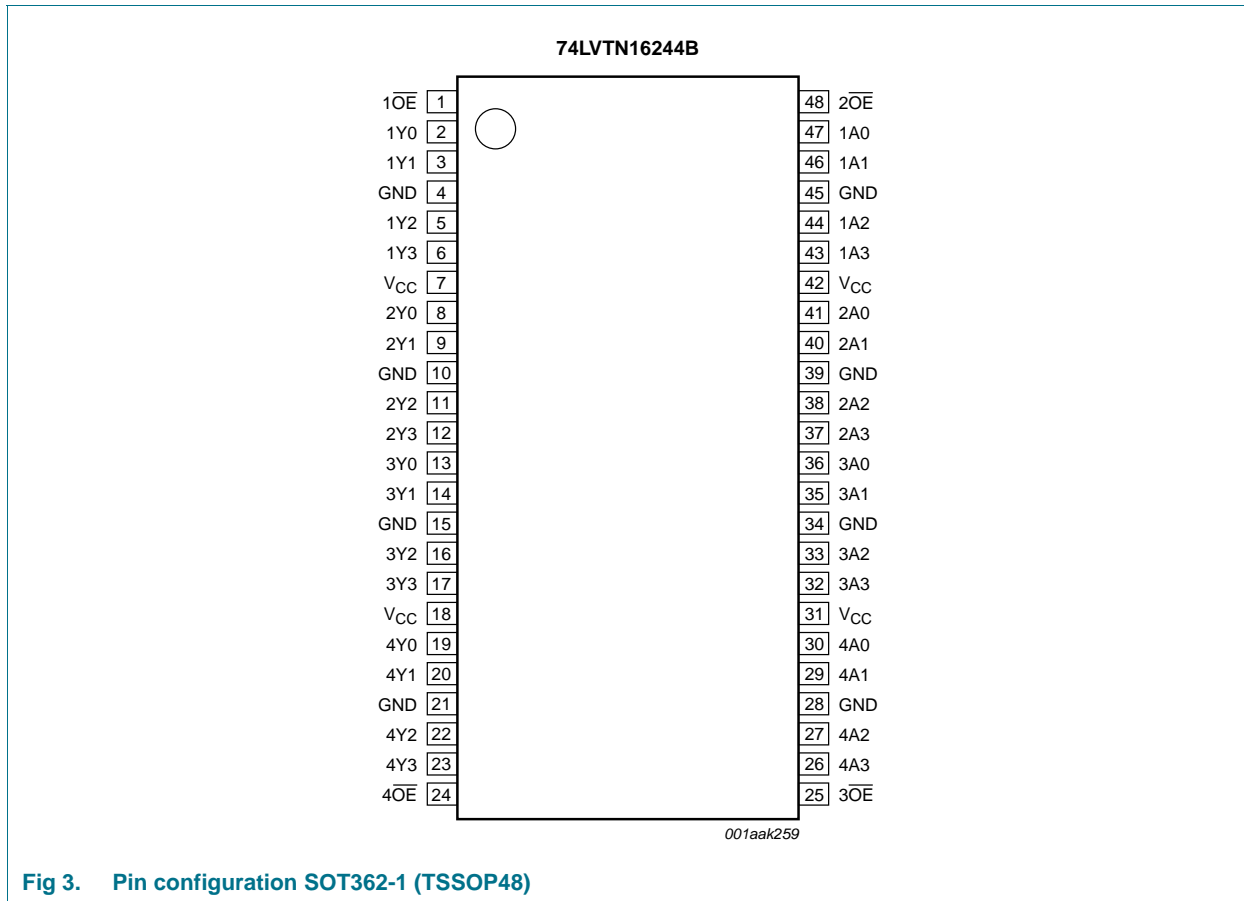 74LVTN16244B
1O̅E̅ 1 48 2O̅E̅
1Y0 2 47 1A0
1Y1 3 46 1A1
GND 4 45 GND
1Y2 5 44 1A2
1Y3 6 43 1A3
VCC 7 42 VCC
2Y0 8 41 2A0
2Y1 9 40 2A1
GND 10 39 GND
2Y2 11 38 2A2
2Y3 12 37 2A3
3Y0 13 36 3A0
3Y1 14 35 3A1
GND 15 34 GND
3Y2 16 33 3A2
3Y3 17 32 3A3
VCC 18 31 VCC
4Y0 19 30 4A0
4Y1 20 29 4A1
GND 21 28 GND
4Y2 22 27 4A2
4Y3 23 26 4A3
4O̅E̅ 24 25 3O̅E̅
001aak259
Fig 3. Pin configuration SOT362-1 (TSSOP48)